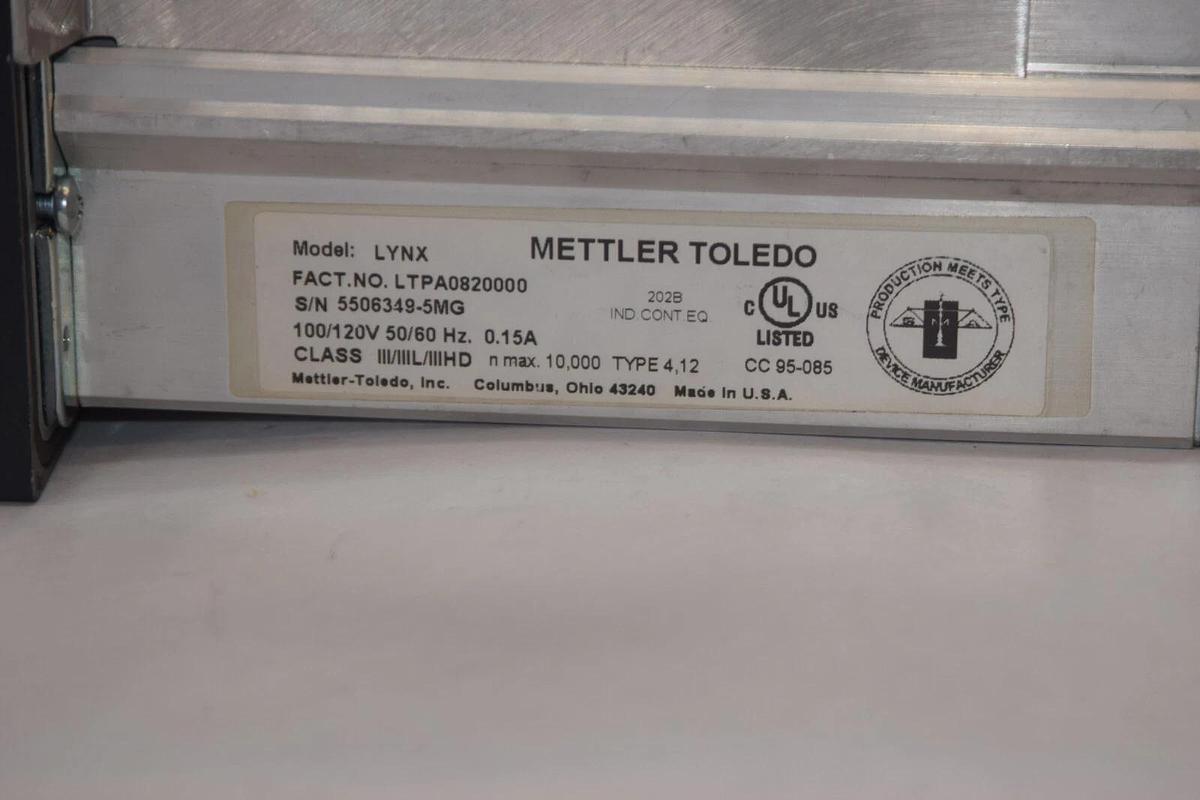 Model: LYNX METTLER TOLEDO
FACT.NO. LTPA0820000
S/N 5506349-5MG
202B
IND.CONT.EQ.
C UL US
LISTED
100/120V 50/60 Hz. 0.15A
CLASS III/IIIL/IIIHD n max. 10,000 TYPE 4,12 CC 95-085
Mettler-Toledo, Inc. Columbus, Ohio 43240 Made In U.S.A.
PRODUCTION MEETS TYPE
DEVICE MANUFACTURER